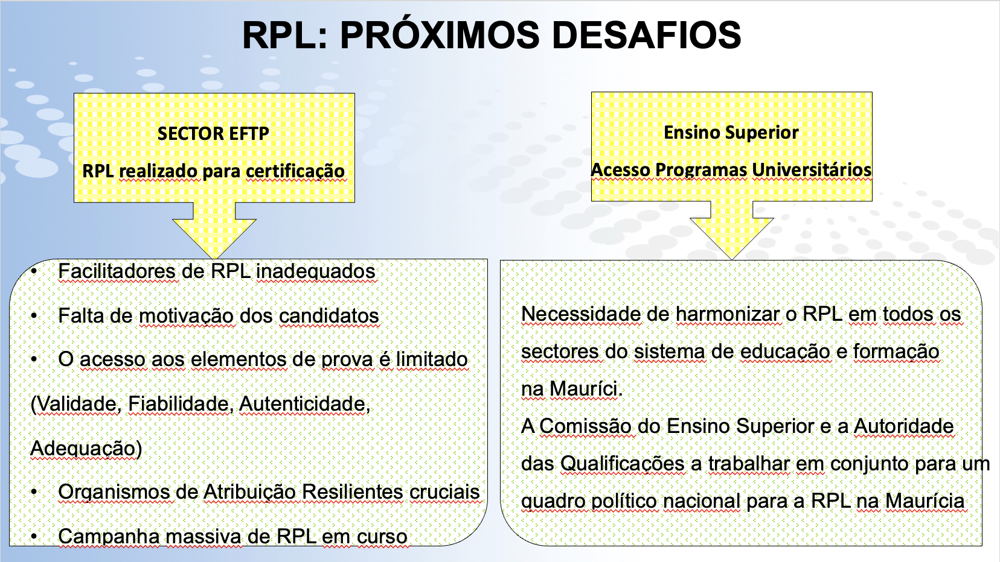 RPL: PRÓXIMOS DESAFIOS
SECTOR EFTP
RPL realizado para certificação
Ensino Superior
Acesso Programas Universitários
• Facilitadores de RPL inadequados
• Falta de motivação dos candidatos
• O acesso aos elementos de prova é limitado
(Validade, Fiabilidade, Autenticidade,
Adequação)
• Organismos de Atribuição Resilientes cruciais
• Campanha massiva de RPL em curso
Necessidade de harmonizar o RPL em todos os
sectores do sistema de educação e formação
na Mauríci.
A Comissão do Ensino Superior e a Autoridade
das Qualificações a trabalhar em conjunto para um
quadro político nacional para a RPL na Maurícia